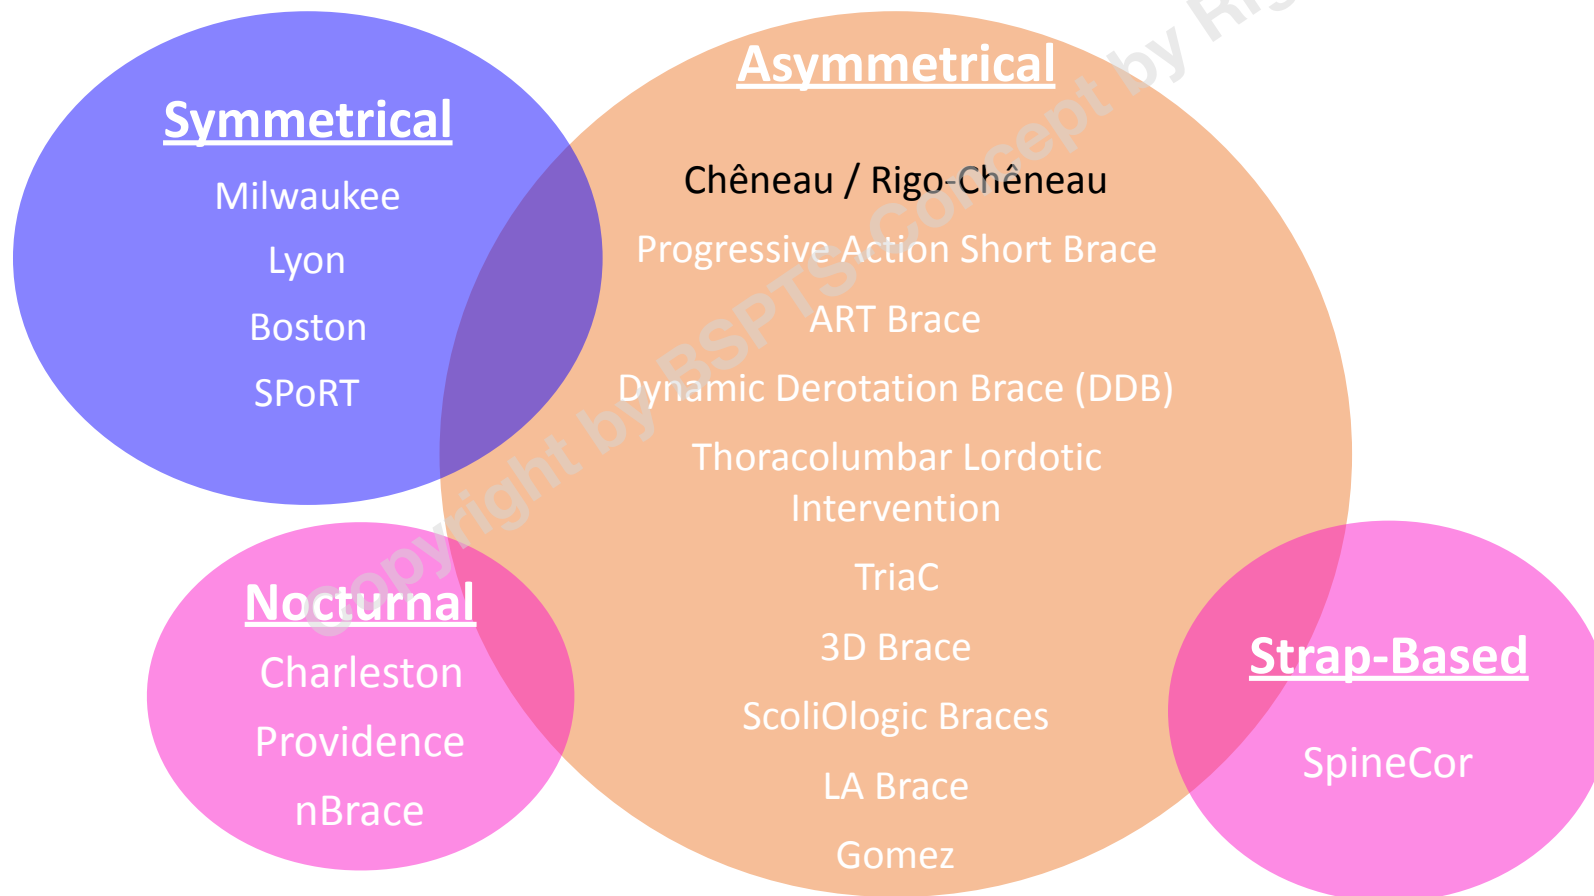 Symmetrical
Milwaukee
Lyon
Boston
SPoRT
Asymmetrical
Chêneau / Rigo-Chêneau
Progressive Action Short Brace
ART Brace
Dynamic Derotation Brace (DDB)
Thoracolumbar Lordotic
Intervention
TriaC
3D Brace
ScoliOlogic Braces
LA Brace
Gomez
Nocturnal
Charleston
Providence
nBrace
Strap-Based
SpineCor
Copyright by BSPTS-Concept by